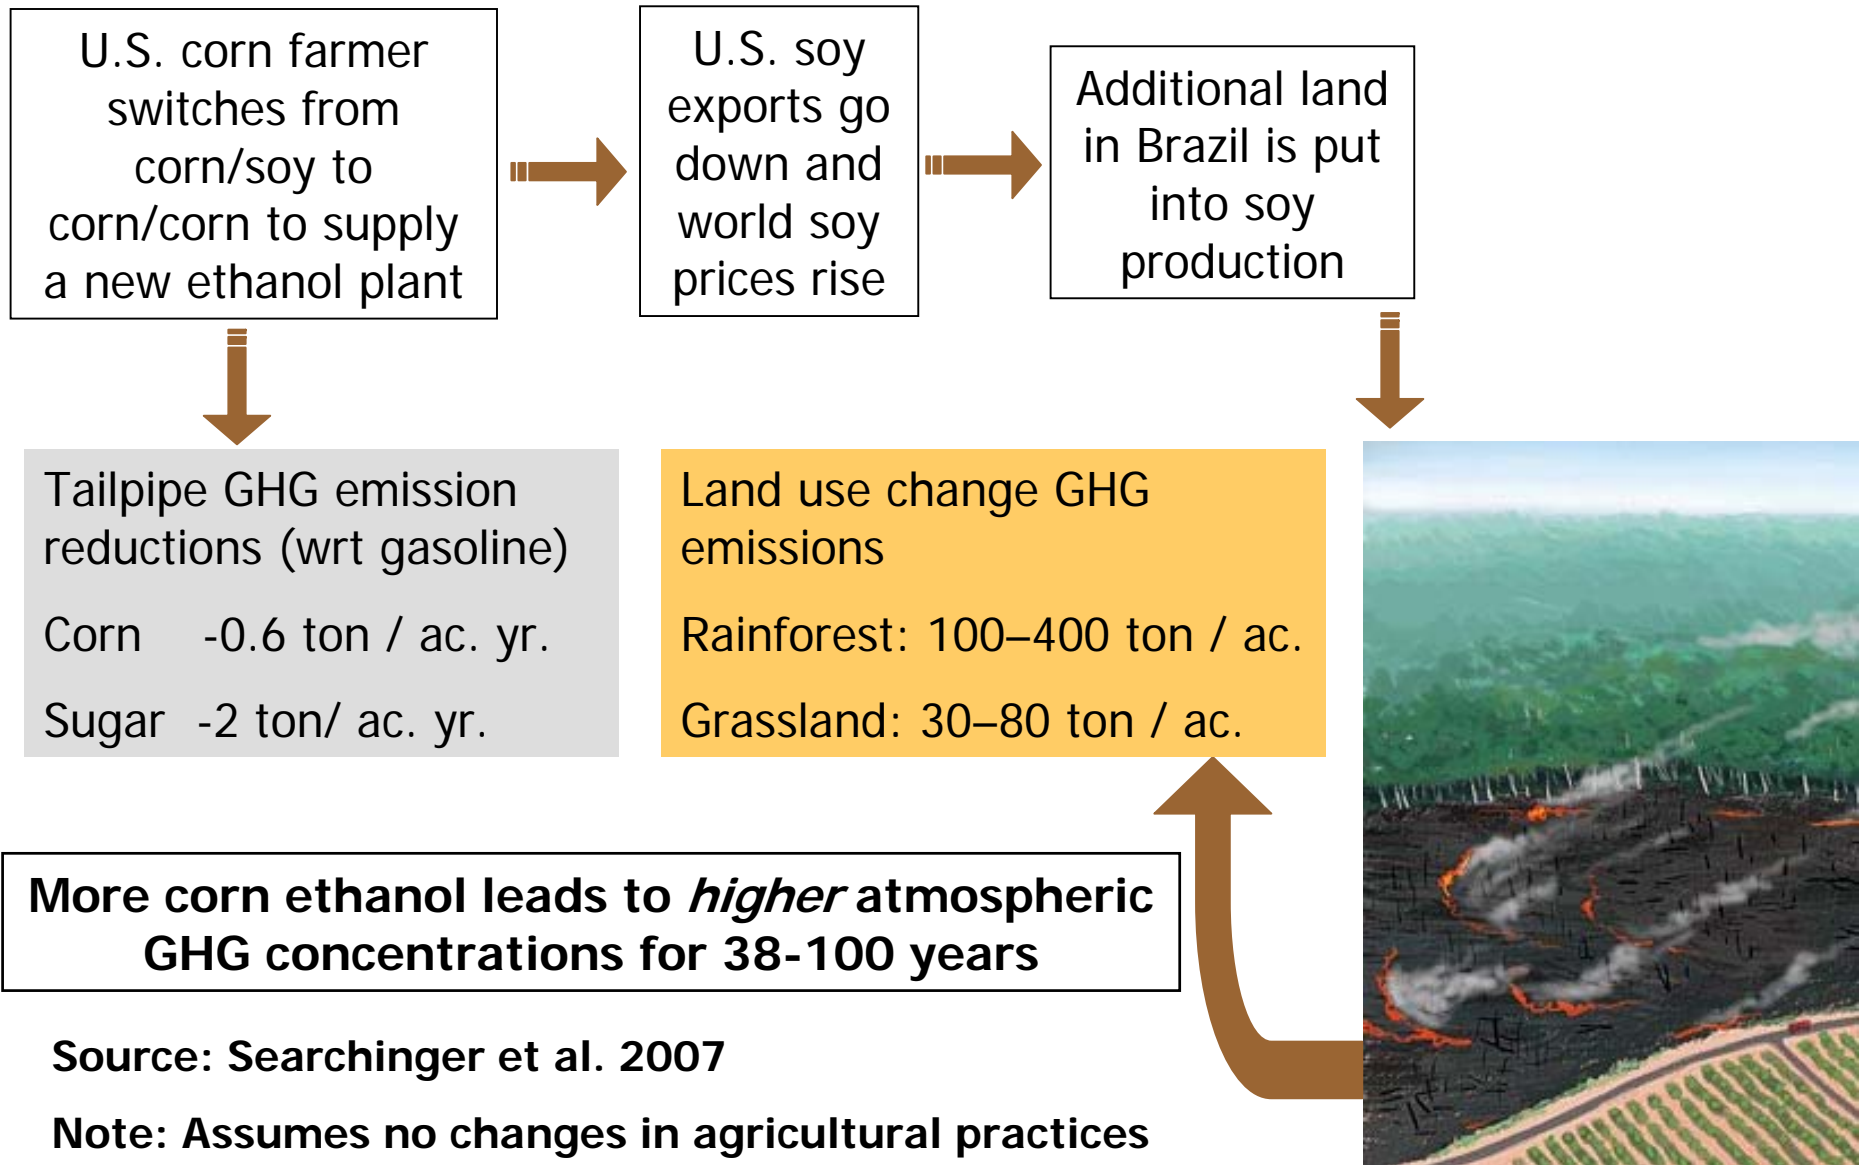 U.S. corn farmer
switches from
corn/soy to
corn/corn to supply
a new ethanol plant
U.S. soy
exports go
down and
world soy
prices rise
Additional land
in Brazil is put
into soy
production
Tailpipe GHG emission
reductions (wrt gasoline)
Corn -0.6 ton / ac. yr.
Sugar -2 ton/ ac. yr.
Land use change GHG
emissions
Rainforest: 100–400 ton / ac.
Grassland: 30–80 ton / ac.
More corn ethanol leads to higher atmospheric
GHG concentrations for 38-100 years
Source: Searchinger et al. 2007
Note: Assumes no changes in agricultural practices